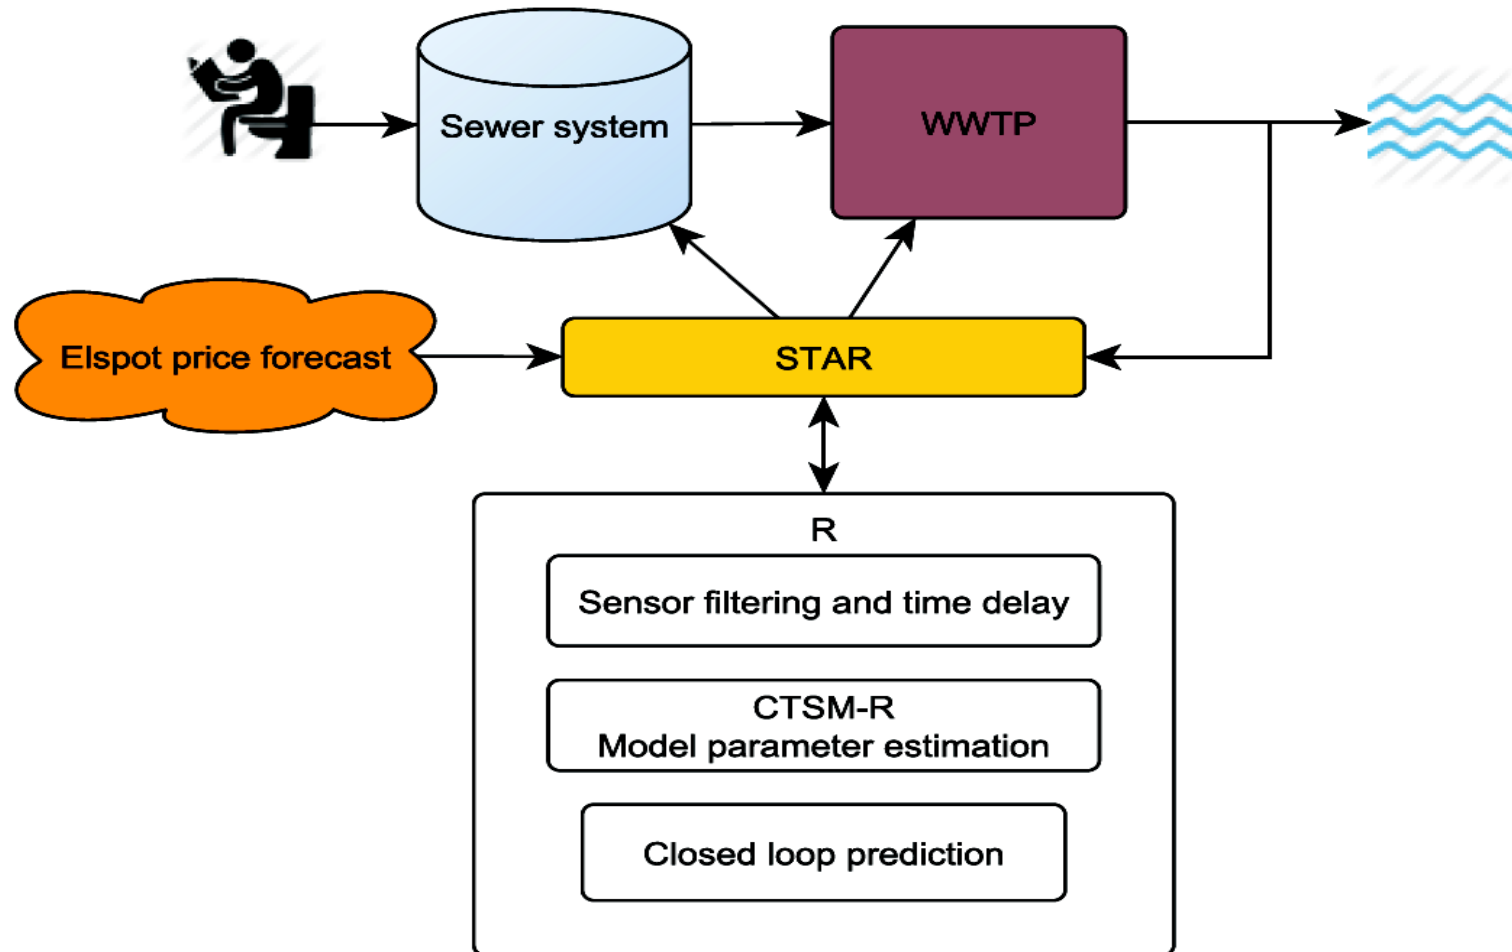 Sewer system
WWTP
Elspot price forecast
STAR
R
Sensor filtering and time delay
CTSM-R
Model parameter estimation
Closed loop prediction